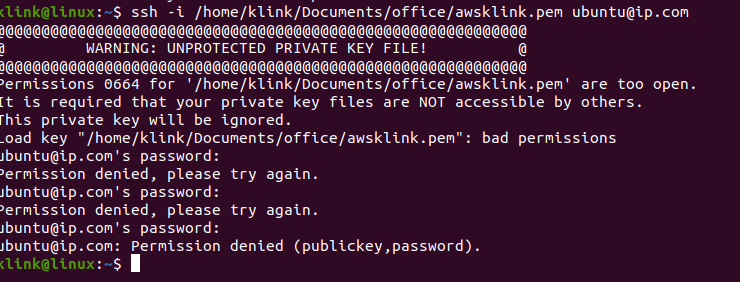 klink@linux:~$ ssh -i /home/klink/Documents/office/awsklink.pem ubuntu@ip.com
@@@@@@@@@@@@@@@@@@@@@@@@@@@@@@@@@@@@@@@@@@@@@@@@@@@@@@@@@@@
@         WARNING: UNPROTECTED PRIVATE KEY FILE!          @
@@@@@@@@@@@@@@@@@@@@@@@@@@@@@@@@@@@@@@@@@@@@@@@@@@@@@@@@@@@
Permissions 0664 for '/home/klink/Documents/office/awsklink.pem' are too open.
It is required that your private key files are NOT accessible by others.
This private key will be ignored.
Load key "/home/klink/Documents/office/awsklink.pem": bad permissions
ubuntu@ip.com's password:
Permission denied, please try again.
ubuntu@ip.com's password:
Permission denied, please try again.
ubuntu@ip.com's password:
ubuntu@ip.com: Permission denied (publickey,password).
klink@linux:~$